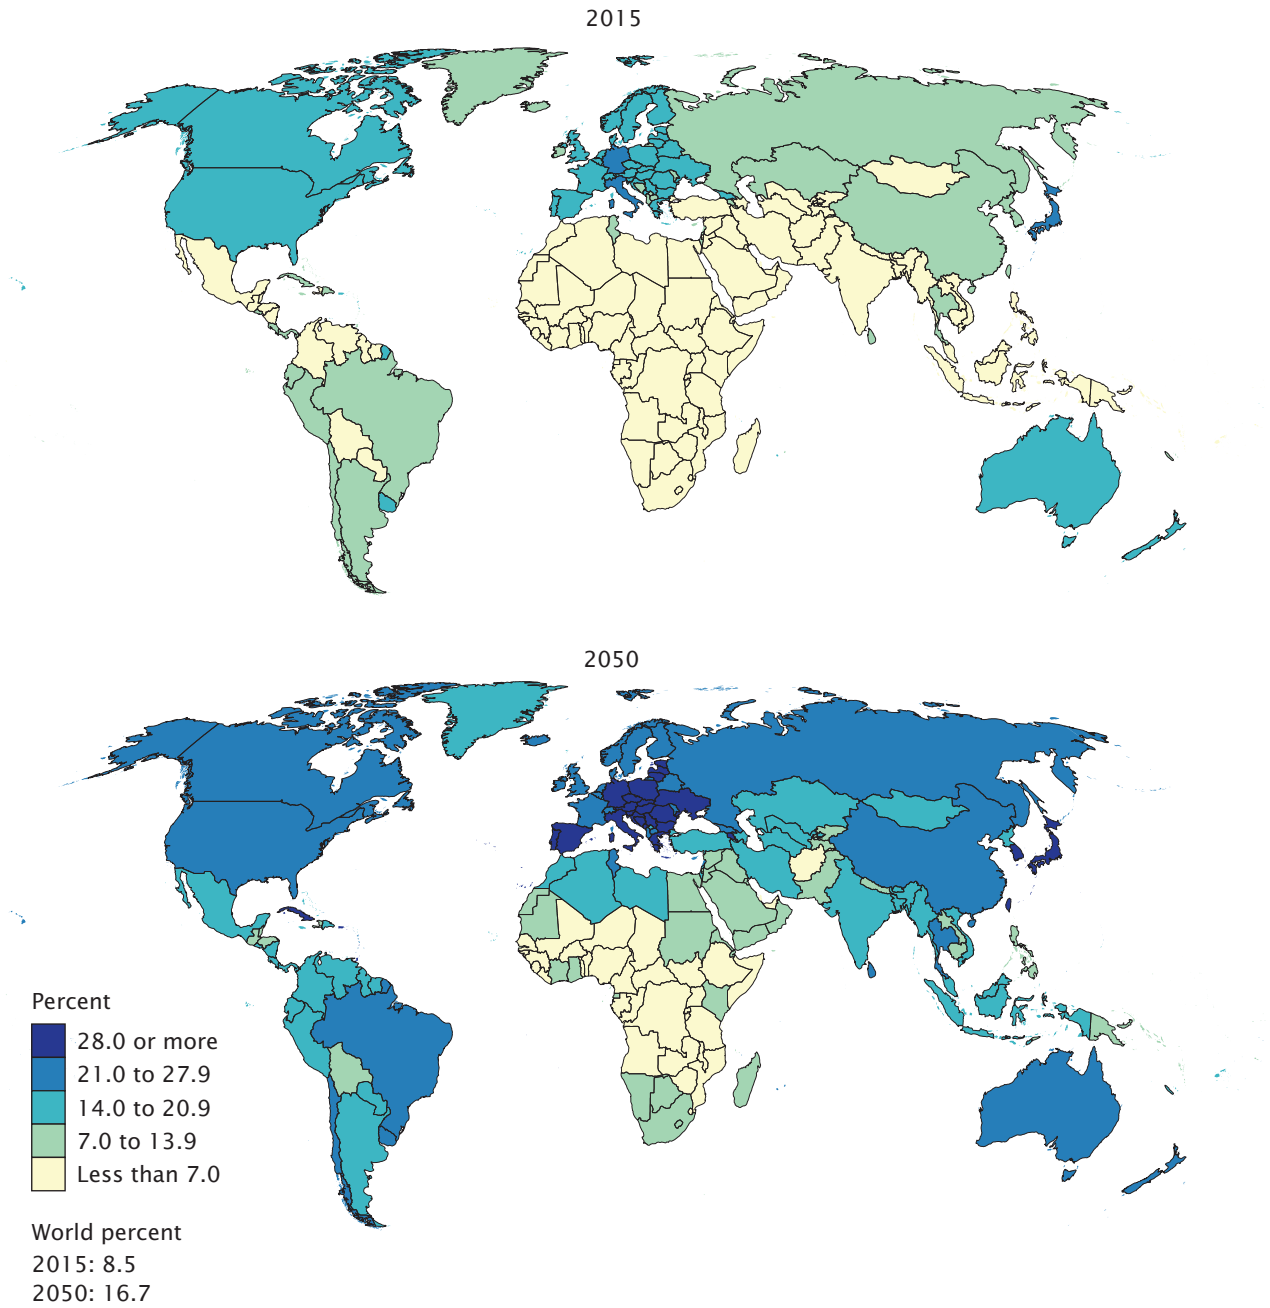 2015
2050
Percent
28.0 or more
21.0 to 27.9
14.0 to 20.9
7.0 to 13.9
Less than 7.0
World percent
2015: 8.5
2050: 16.7